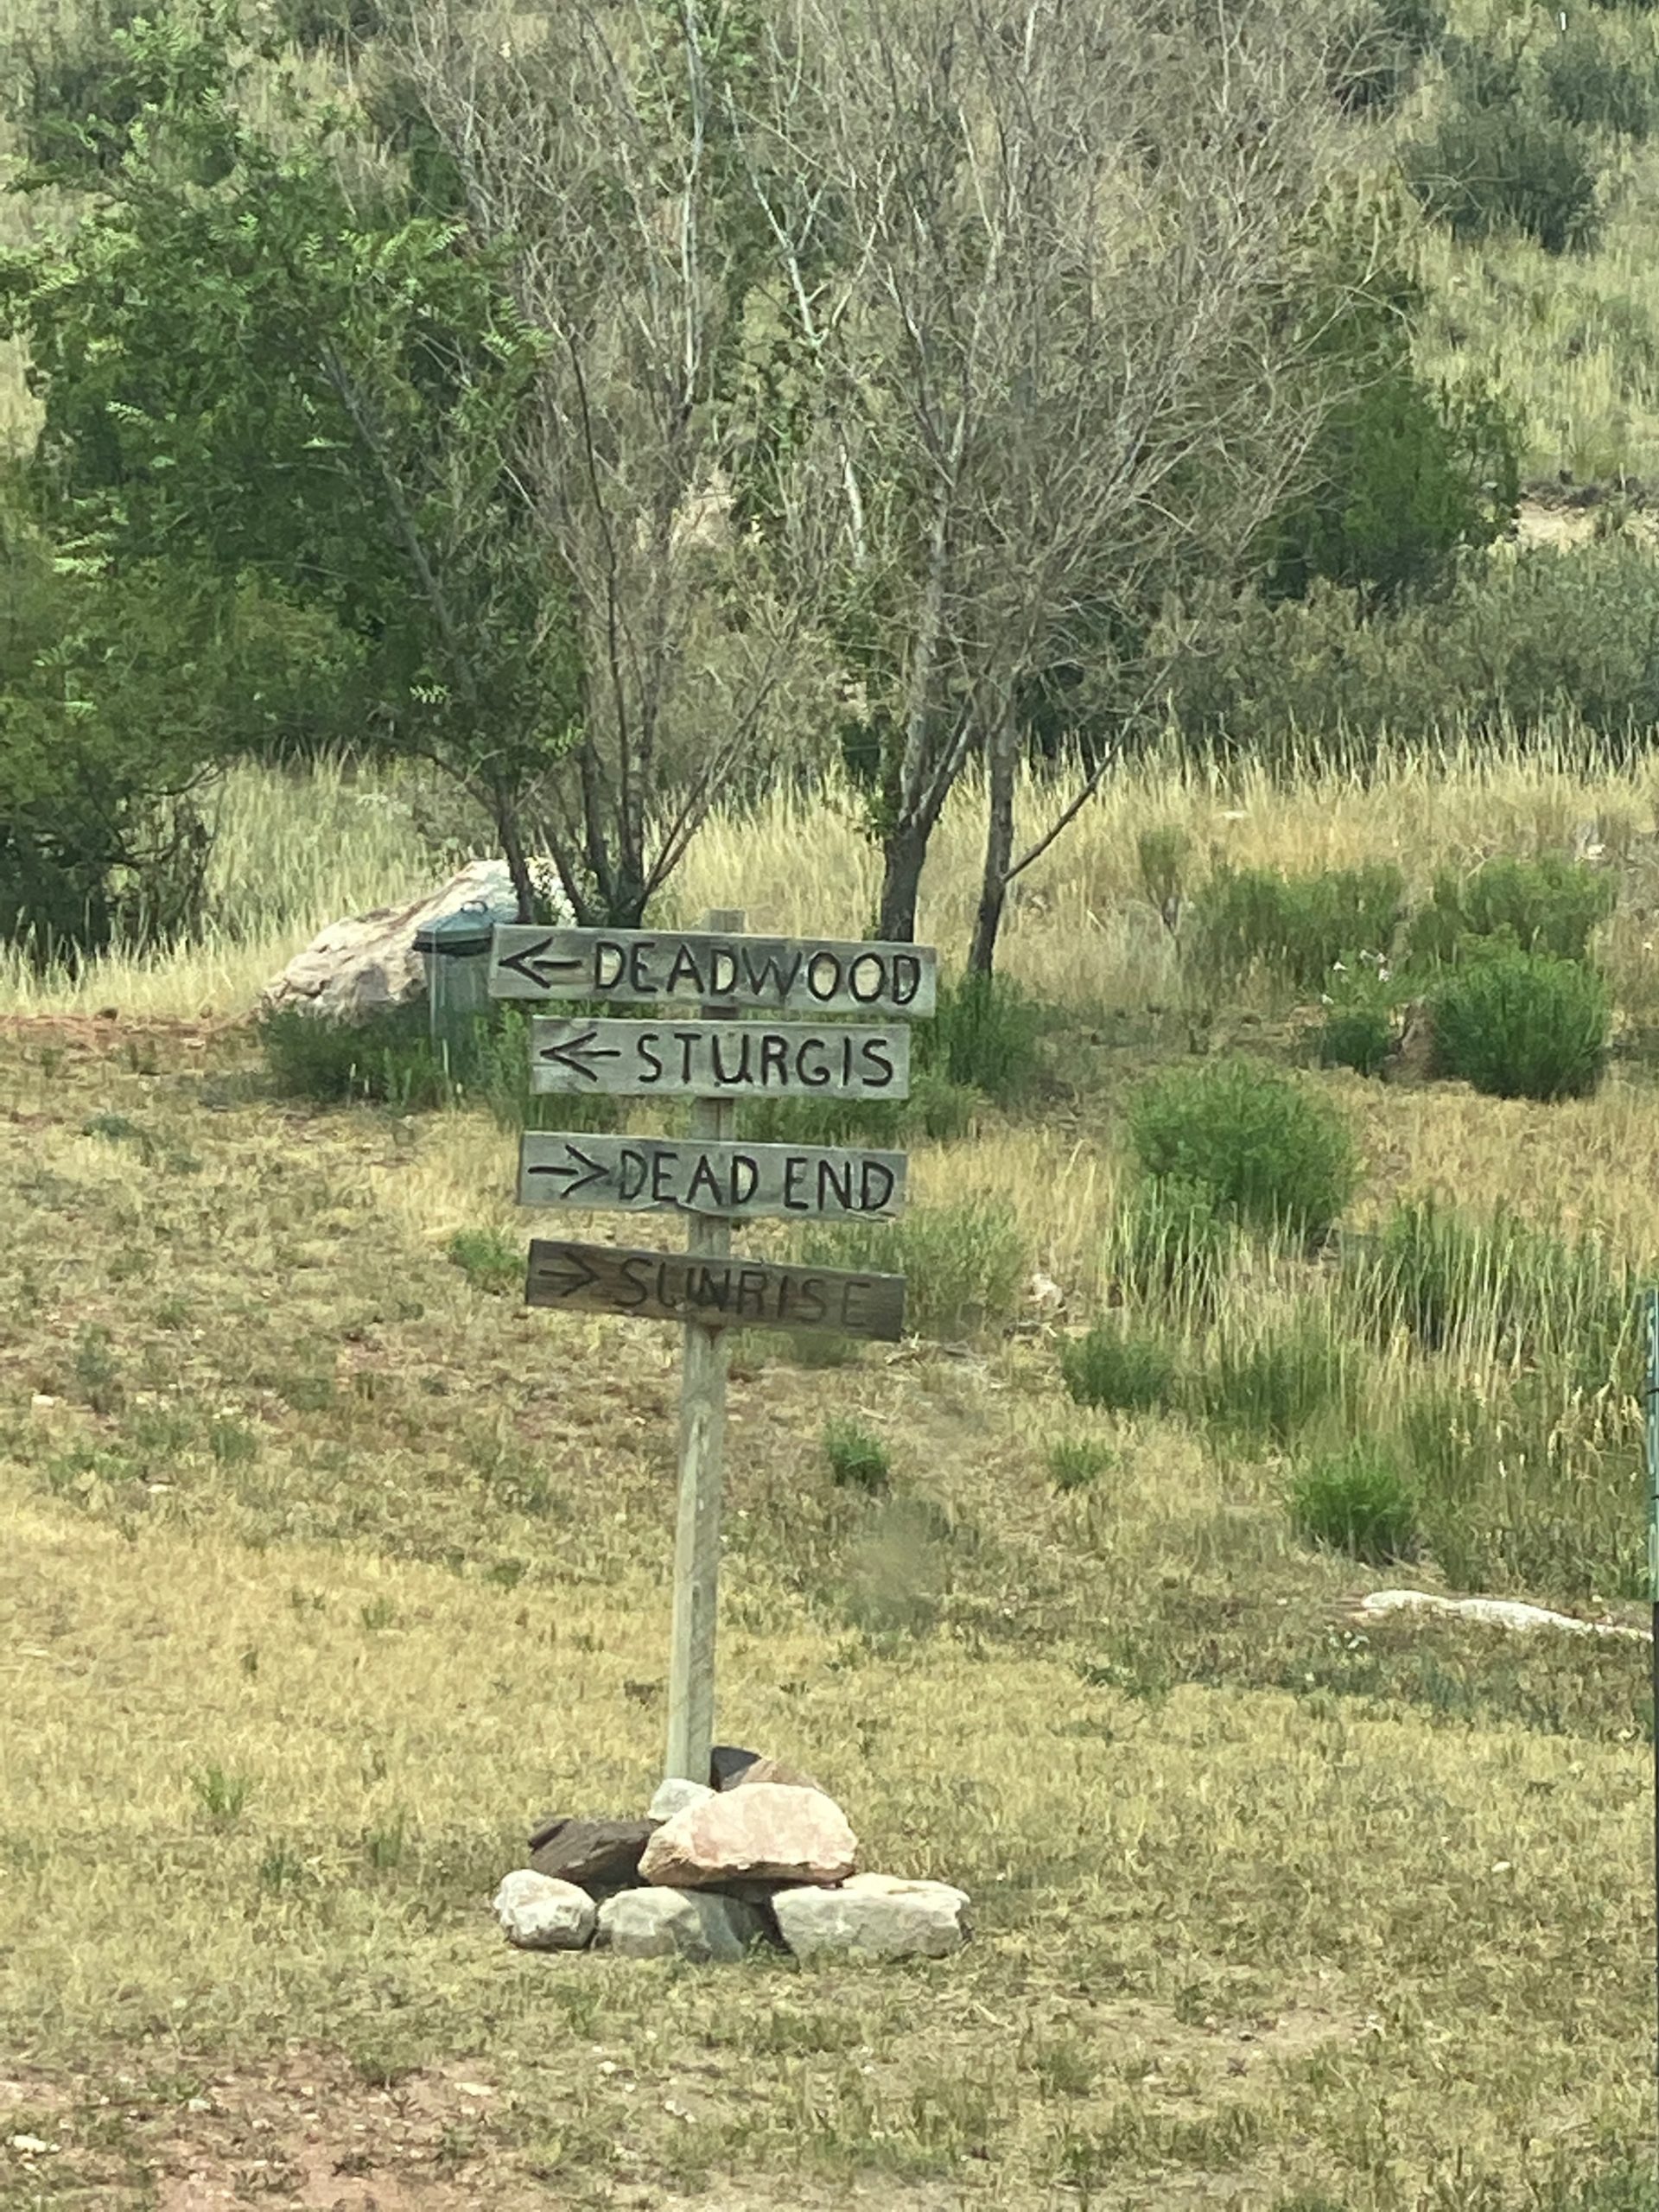 ← DEADWOOD
← STURGIS
→ DEAD END
→ SUNRISE